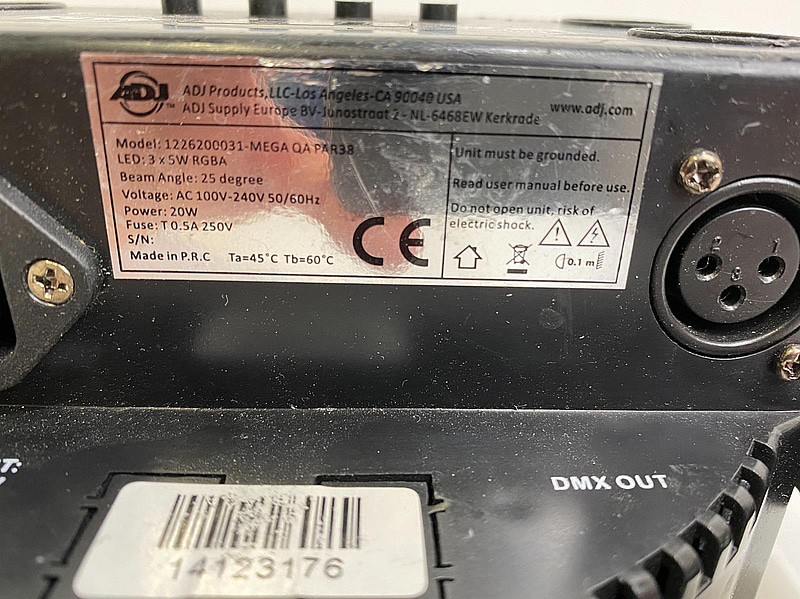 ADJ
ADJ Products,LLC-Los Angeles-CA 90040 USA
ADJ Supply Europe BV-Junostraat 2 - NL-6468EW Kerkrade
www.adj.com
Model: 1226200031-MEGA QA PAR38
LED: 3 x 5W RGBA
Beam Angle: 25 degree
Voltage: AC 100V-240V 50/60Hz
Power: 20W
Fuse: T 0.5A 250V
S/N:
Made in P.R.C Ta=45°C Tb=60°C
CE
Unit must be grounded.
Read user manual before use.
Do not open unit, risk of
electric shock.
0.1 m
2 1
3
DMX OUT
14123176